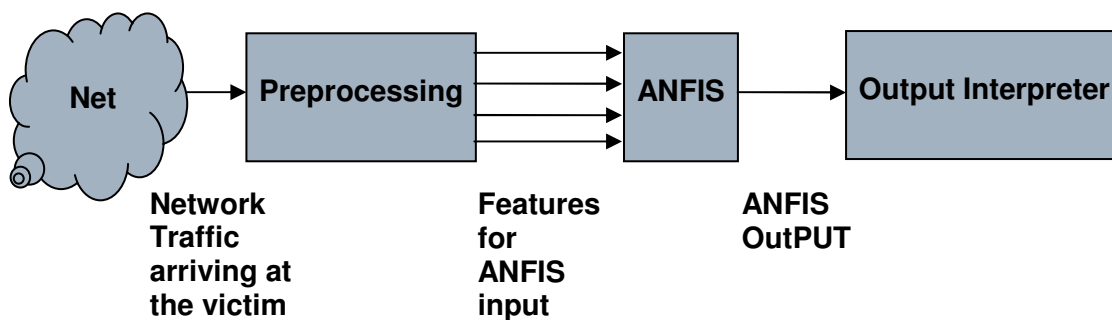 Net
Preprocessing
ANFIS
Output Interpreter
Network
Traffic
arriving at
the victim
Features
for
ANFIS
input
ANFIS
OutPUT